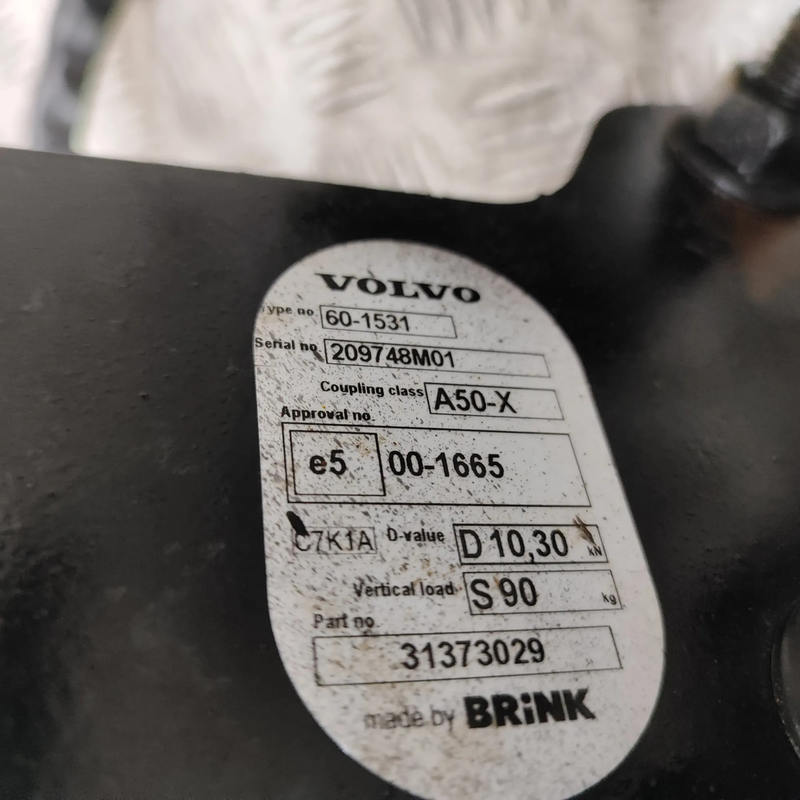 VOLVO
Type no. 60-1531
Serial no. 209748M01
Coupling class A50-X
Approval no.
e5 00-1665
C7K1A D-value D 10,30 kN
Vertical load S 90 kg
Part no.
31373029
made by BRiNK